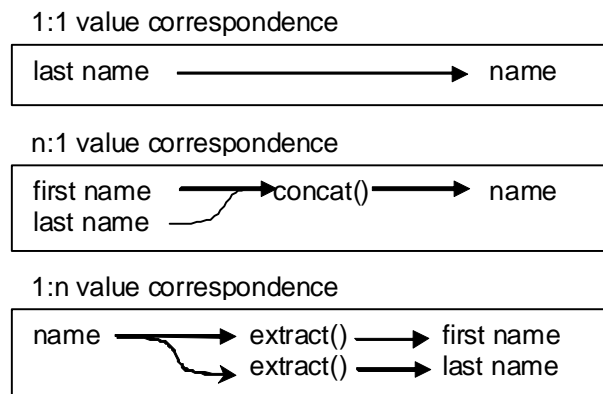 1:1 value correspondence
last name name
n:1 value correspondence
first name concat() name
last name
1:n value correspondence
name extract() first name
extract() last name